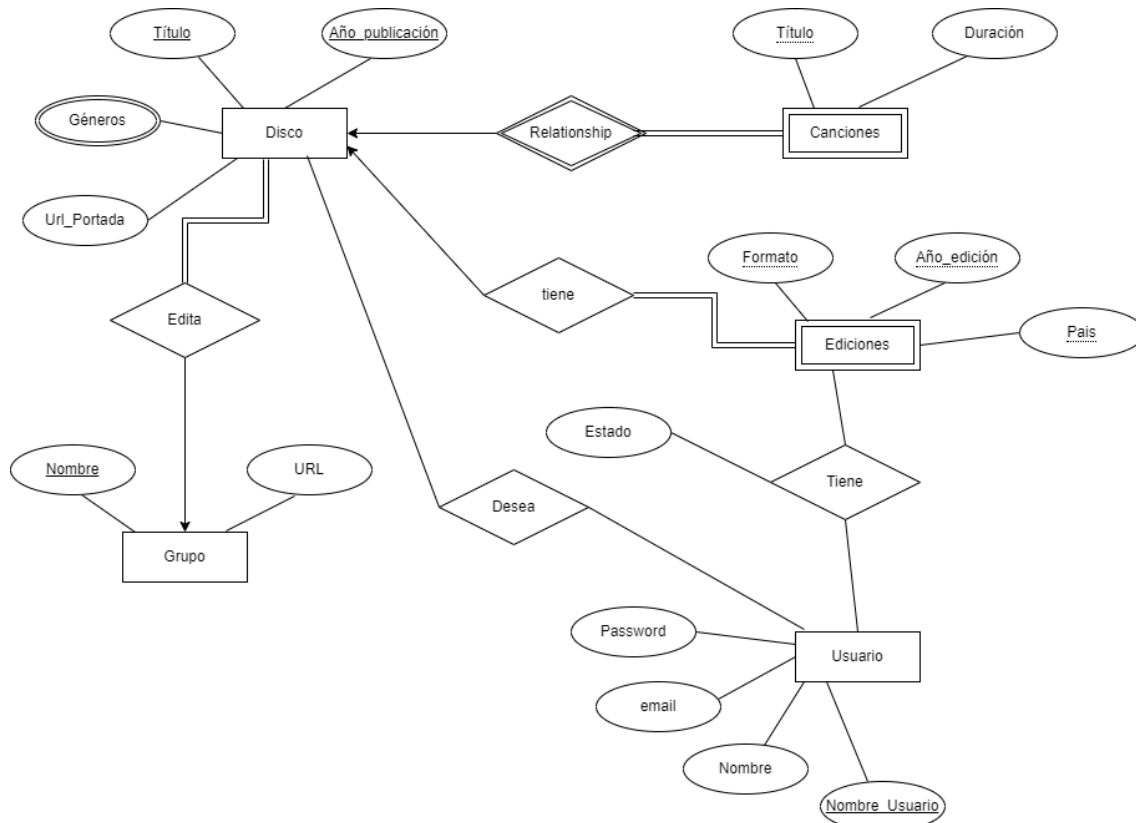 Título
Año_publicación
Título
Duración
Géneros
Disco
Relationship
Canciones
Url_Portada
Formato
Año_edición
tiene
Edita
Ediciones
Pais
Estado
Nombre
URL
Tiene
Desea
Grupo
Password
Usuario
email
Nombre
Nombre_Usuario